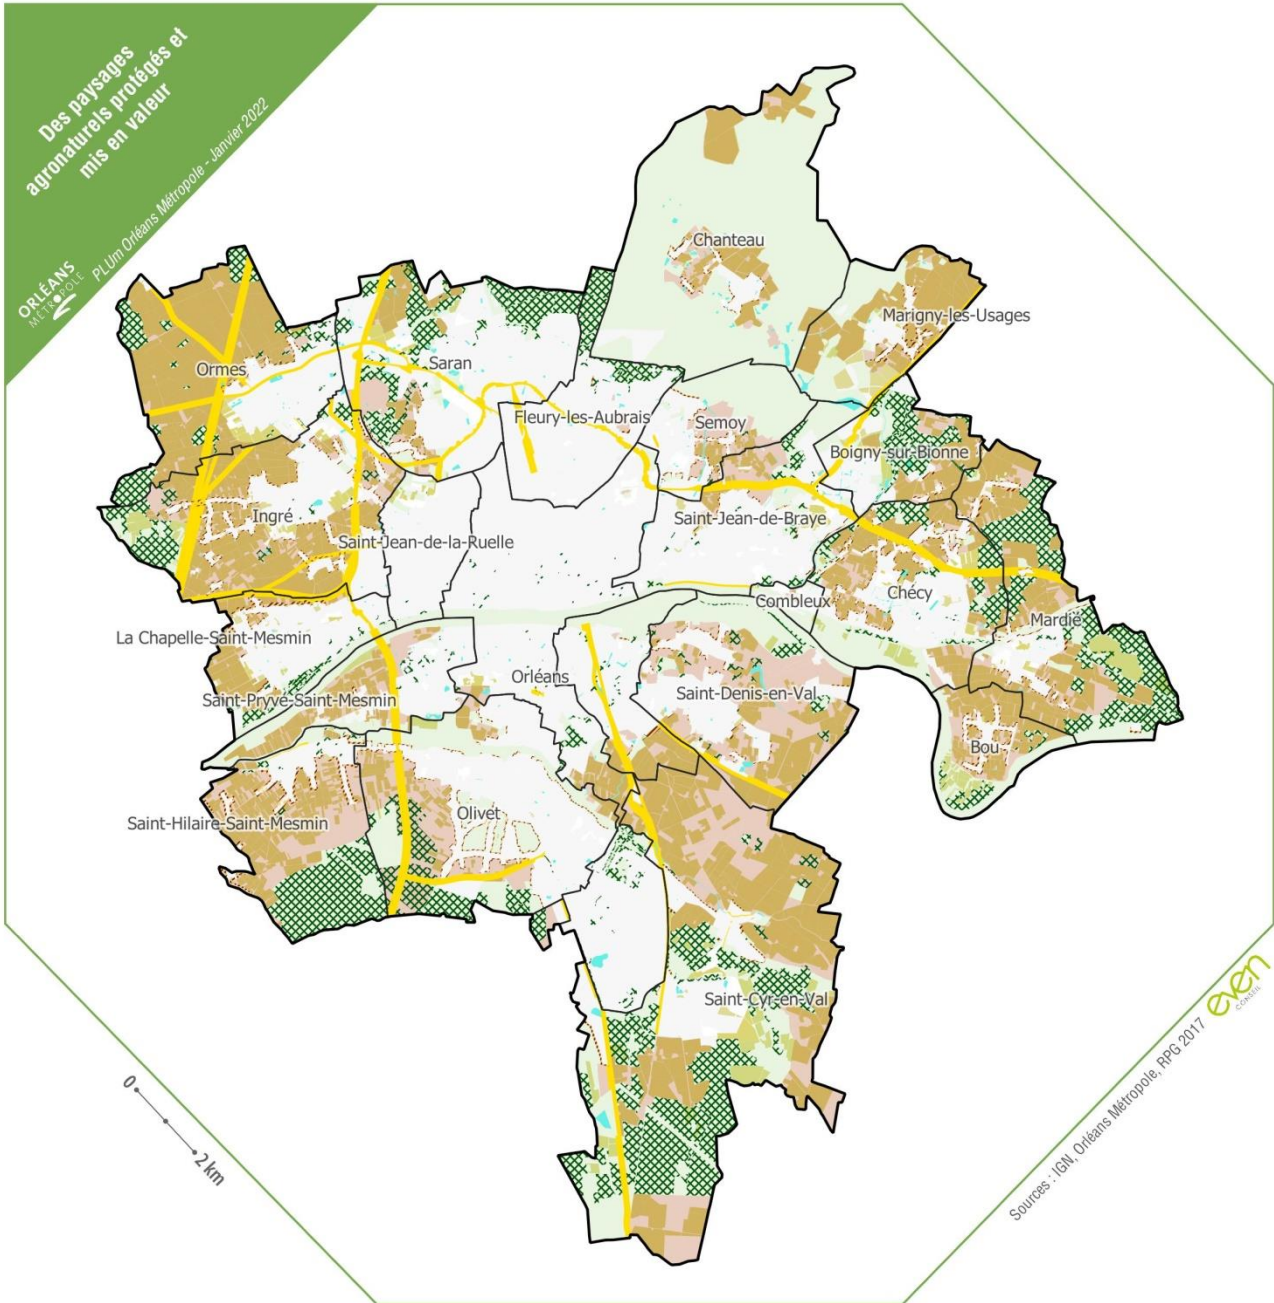 Des paysages
agronaturels protégés et
mis en valeur
PLUm Orléans Métropole - Janvier 2022
ORLÉANS
MÉTROPOLE
Chanteau
Marigny-les-Usages
Ormes
Saran
Fleury-les-Aubrais
Semoy
Boigny-sur-Bionne
Ingré
Saint-Jean-de-Braye
Saint-Jean-de-la-Ruelle
Combleux
Chécy
Mardié
La Chapelle-Saint-Mesmin
Orléans
Saint-Pryvé-Saint-Mesmin
Saint-Denis-en-Val
Bou
Saint-Hilaire-Saint-Mesmin
Olivet
Saint-Cyr-en-Val
0
2 km
Sources : IGN, Orléans Métropole, RPG 2017
even
CONSEIL